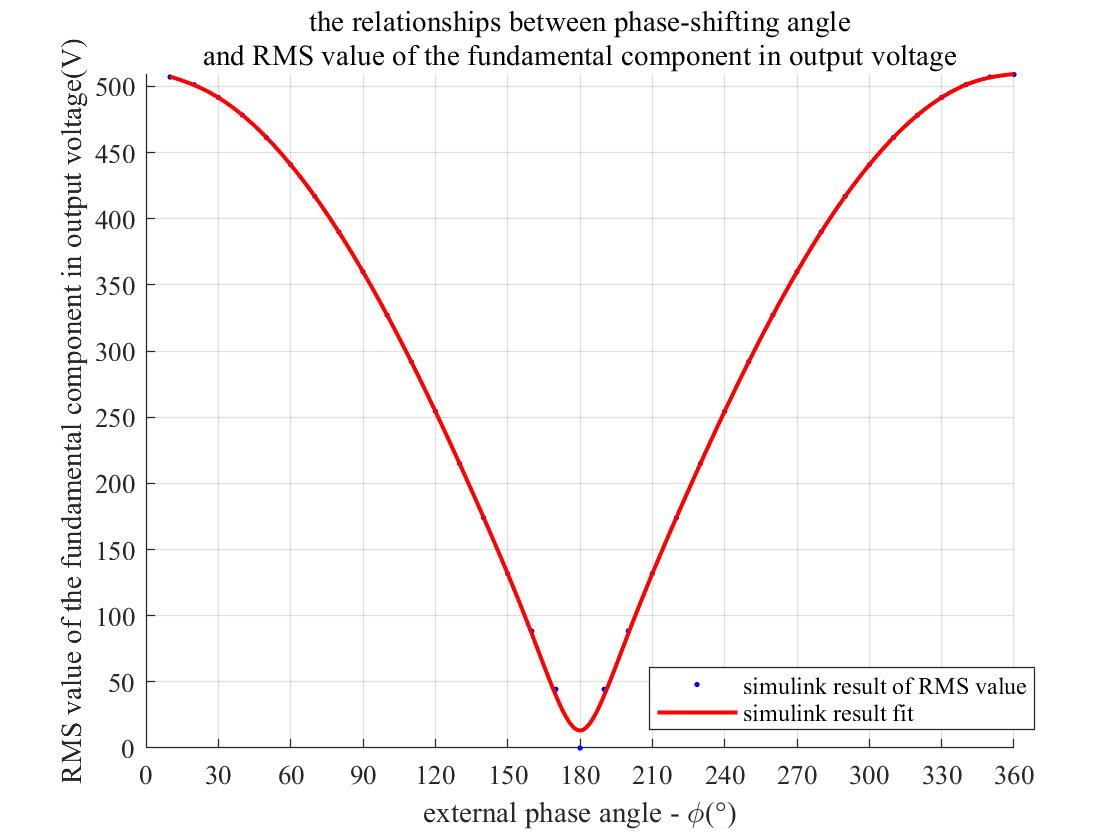 the relationships between phase-shifting angle
and RMS value of the fundamental component in output voltage
RMS value of the fundamental component in output voltage(V)
500
450
400
350
300
250
200
150
100
50
0
0 30 60 90 120 150 180 210 240 270 300 330 360
external phase angle - ϕ(°)
simulink result of RMS value
simulink result fit